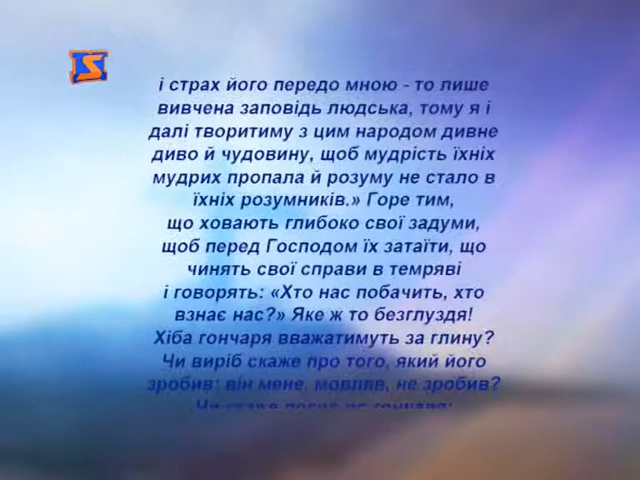 і страх його передо мною - то лише
вивчена заповідь людська, тому я і
далі творитиму з цим народом дивне
диво й чудовину, щоб мудрість їхніх
мудрих пропала й розуму не стало в
їхніх розумників.» Горе тим,
що ховають глибоко свої задуми,
щоб перед Господом їх затаїти, що
чинять свої справи в темряві
і говорять: «Хто нас побачить, хто
взнає нас?» Яке ж то безглуздя!
Хіба гончаря вважатимуть за глину?
Чи виріб скаже про того, який його
зробив: він мене, мовляв, не зробив?